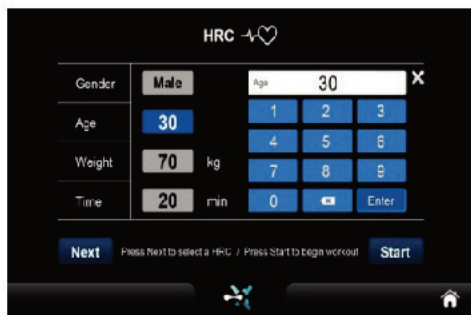 HRC
Gender Male
Age 30 X
Age 30
1 2 3
4 5 6
Weight 70 kg
7 8 9
Time 20 min
0 Enter
Next Press Next to select a HRC / Press Start to begin workout Start